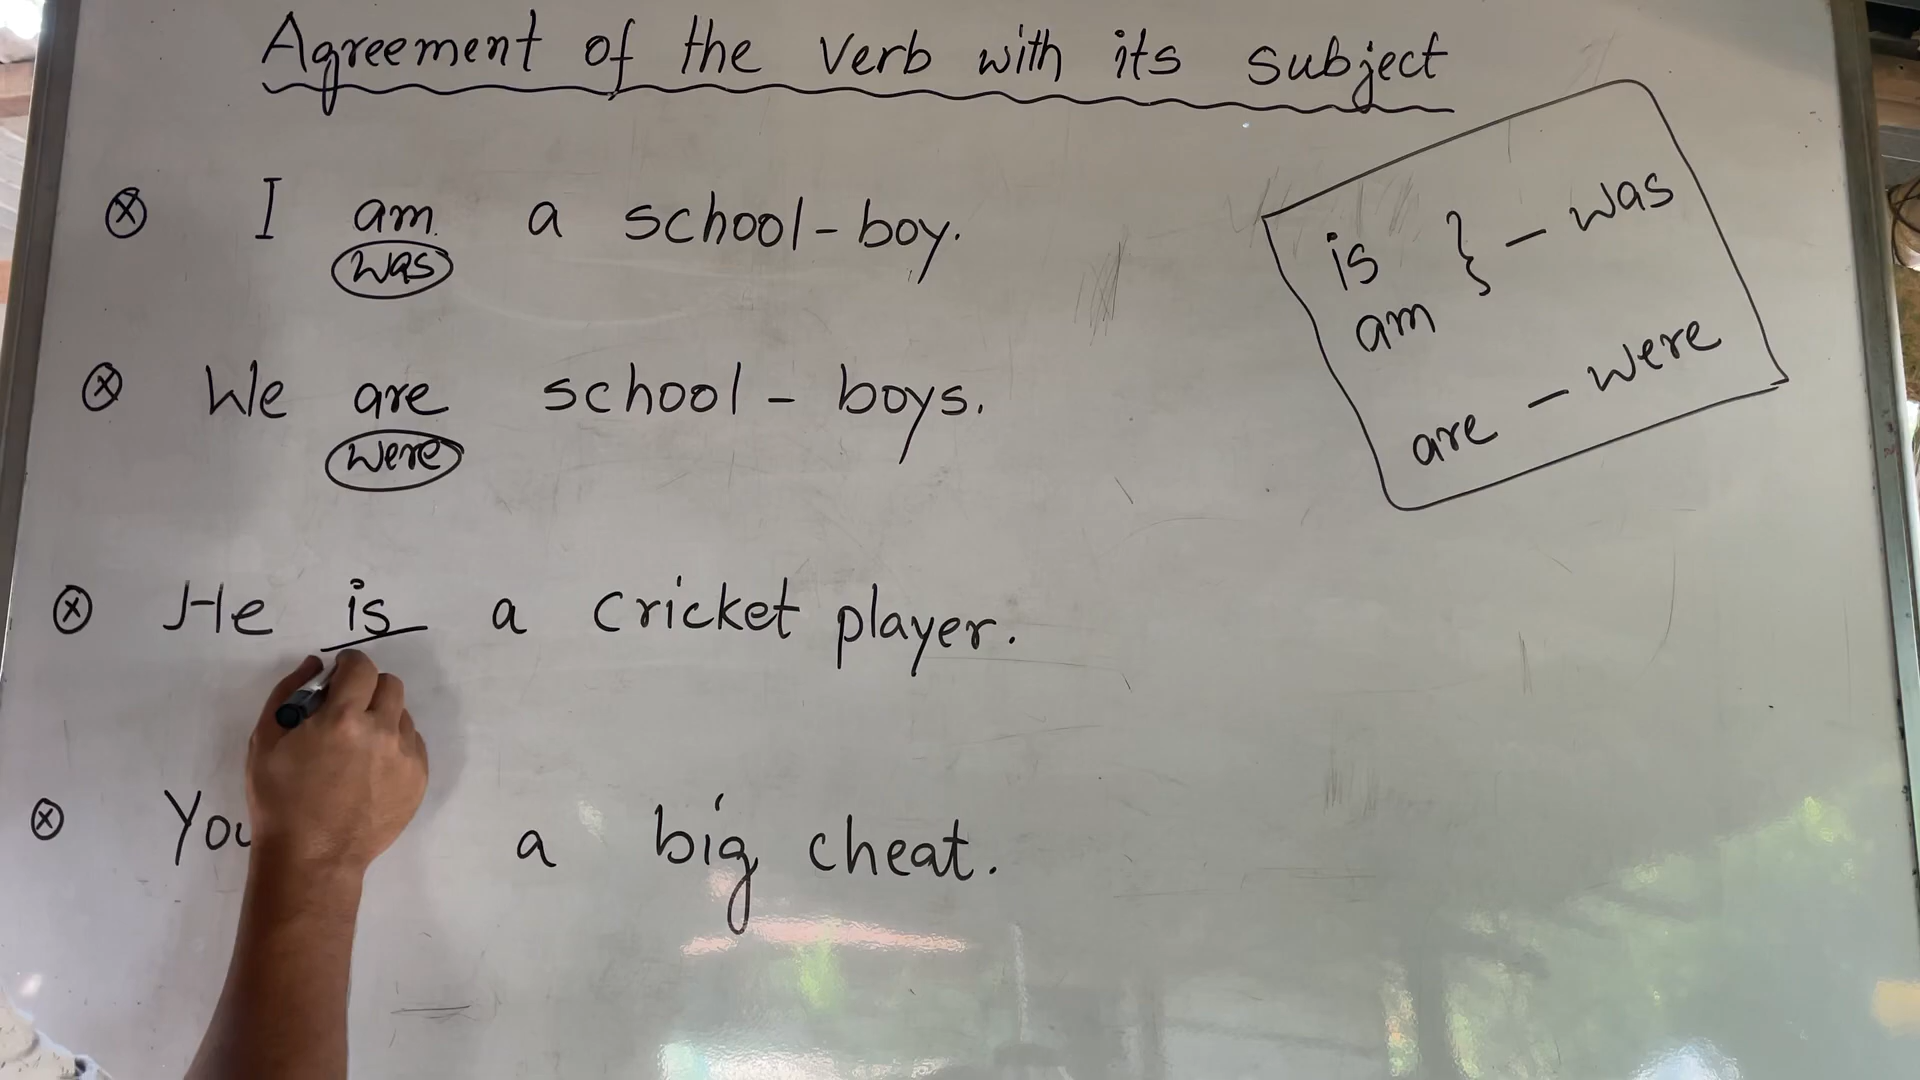 Agreement of the verb with its subject
I am a school-boy.
was
We are school-boys.
were
He is a cricket player.
a big cheat.
is
am } - was
are - were